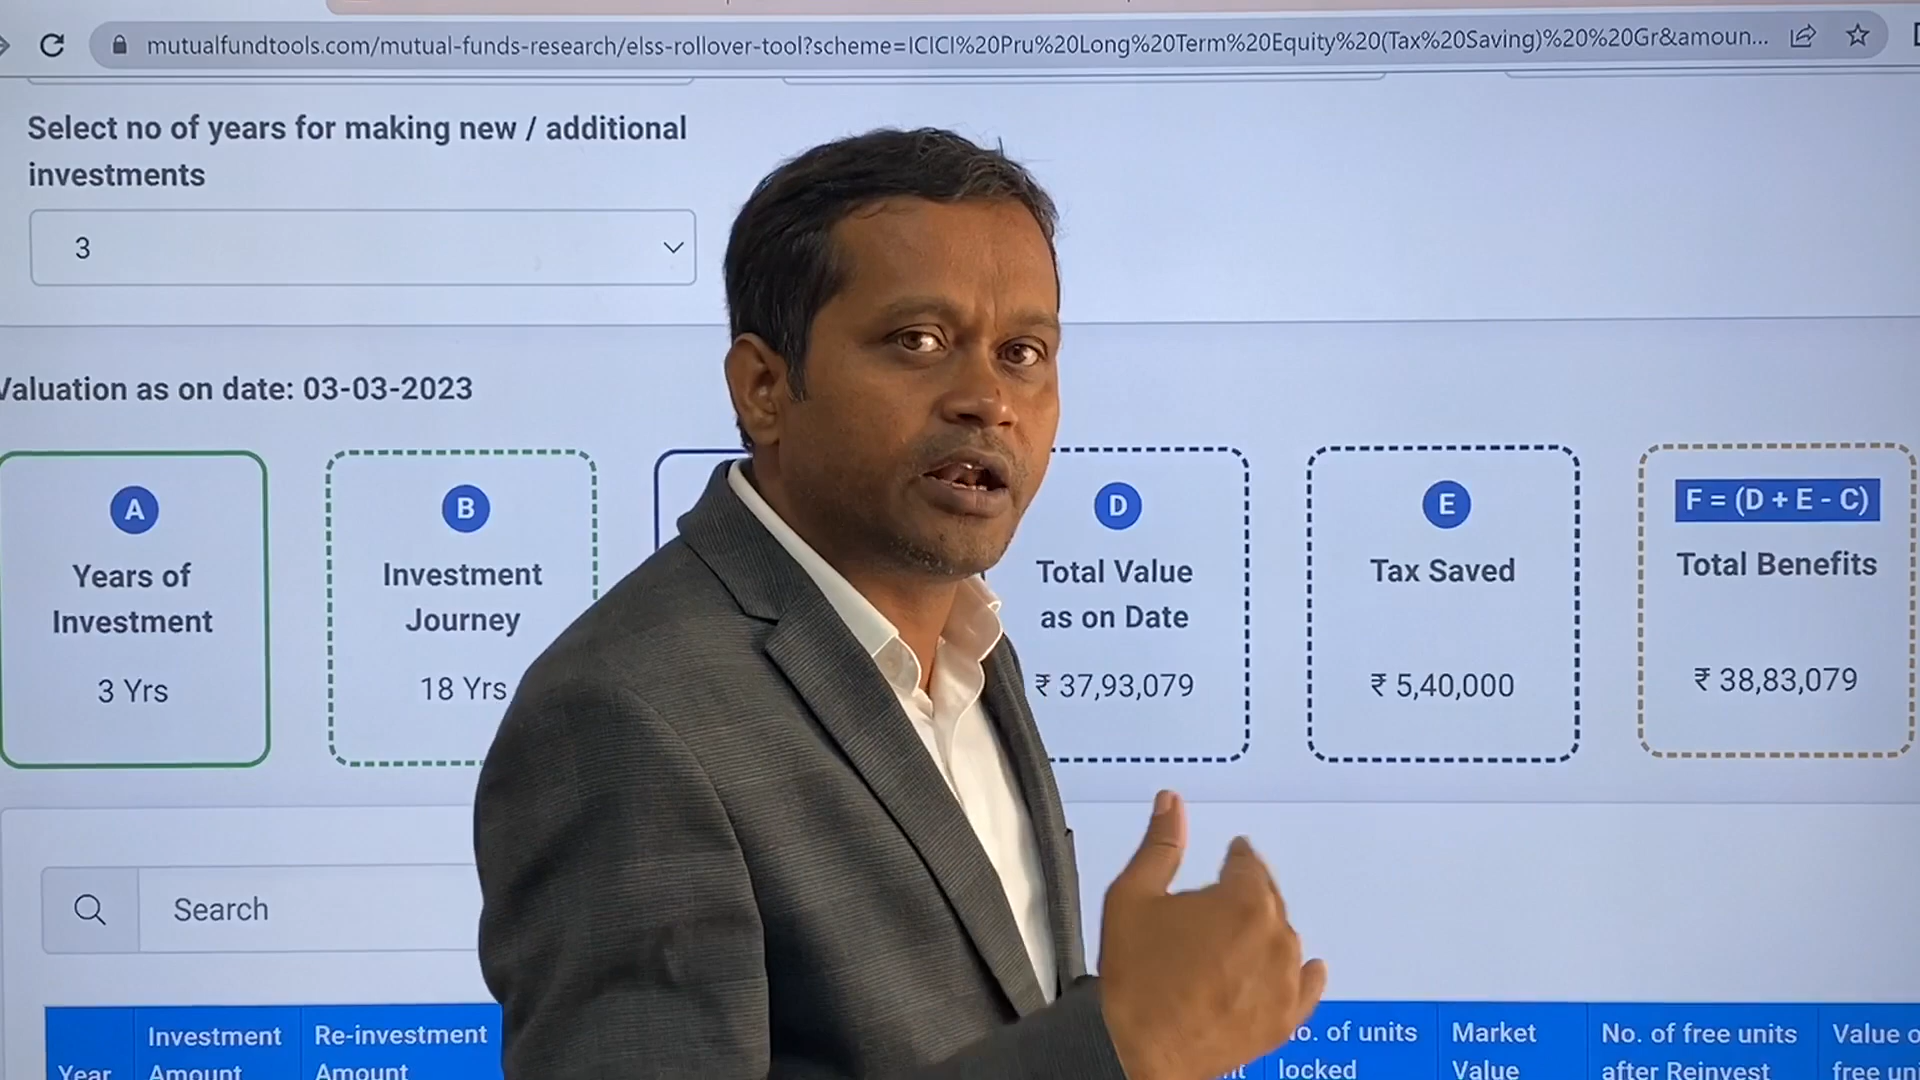 mutualfundtools.com/mutual-funds-research/elss-rollover-tool?scheme=ICICI%20Pru%20Long%20Term%20Equity%20(Tax%20Saving)%20%20Gr&amoun...
Select no of years for making new / additional
investments
3
Valuation as on date: 03-03-2023
A
Years of
Investment
3 Yrs
B
Investment
Journey
18 Yrs
D
Total Value
as on Date
₹ 37,93,079
E
Tax Saved
₹ 5,40,000
F = (D + E - C)
Total Benefits
₹ 38,83,079
Search
Year
Investment
Amount
Re-investment
Amount
No. of units
locked
Market
Value
No. of free units
after Reinvest
Value